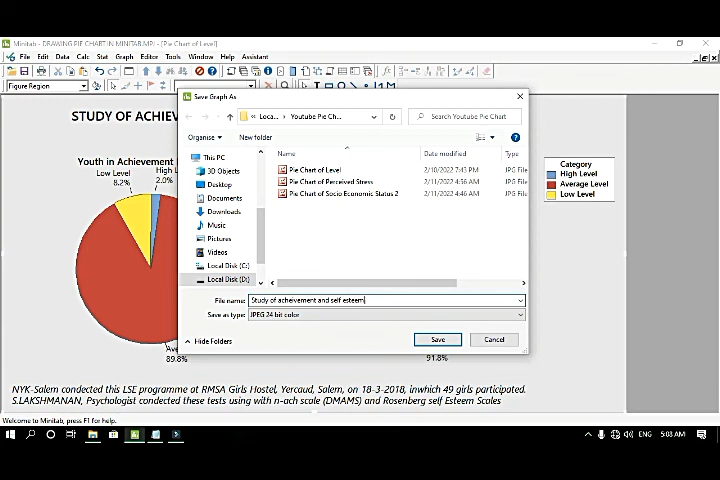 Minitab - DRAWING PIE CHART IN MINITAB.MPJ - [Pie Chart of Level]
File Edit Data Calc Stat Graph Editor Tools Window Help Assistant
Figure Region
Save Graph As
« Loca... › Youtube Pie Ch...
Search Youtube Pie Chart
Organise
New folder
This PC
3D Objects
Desktop
Documents
Downloads
Music
Pictures
Videos
Local Disk (C:)
Local Disk (D:)
Name Date modified Type
Pie Chart of Level 2/10/2022 7:43 PM JPG File
Pie Chart of Perceived Stress 2/11/2022 4:56 AM JPG File
Pie Chart of Socio Economic Status 2 2/11/2022 4:46 AM JPG File
File name: Study of acheivement and self esteem
Save as type: JPEG 24 bit color
Hide Folders
Save
Cancel
STUDY OF ACHIEV
Youth in Achievement
Low Level
8.2%
High L
2.0%
Category
High Level
Average Level
Low Level
Ave
89.8%
91.8%
NYK-Salem conducted this LSE programme at RMSA Girls Hostel, Yercaud, Salem, on 18-3-2018, inwhich 49 girls participated.
S.LAKSHMANAN, Psychologist conducted these tests using with n-ach scale (DMAMS) and Rosenberg self Esteem Scales
Welcome to Minitab, press F1 for help.
ENG 5:08 AM